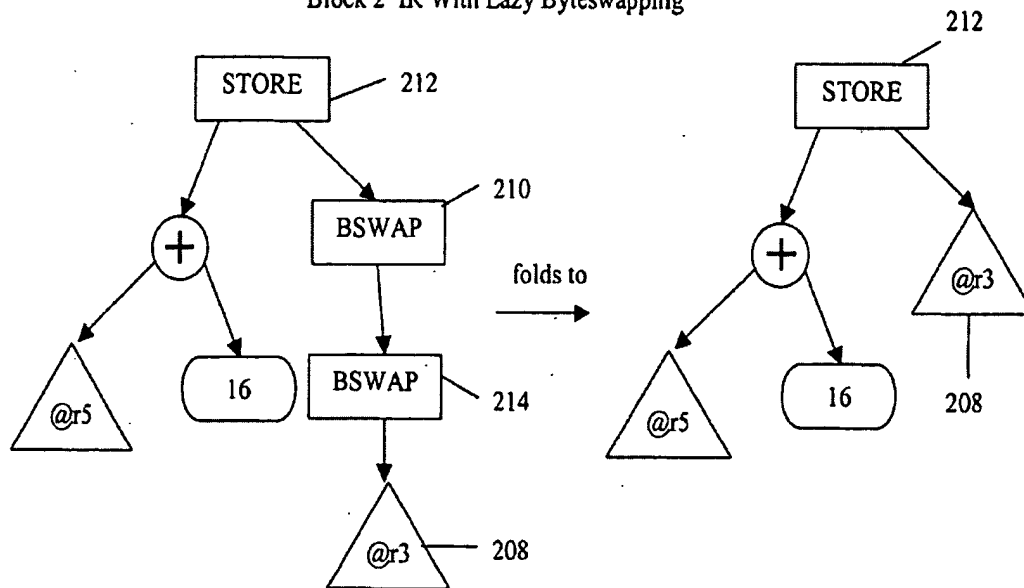 Block 2 IR With Lazy Byteswapping
212
STORE
212
STORE
210
BSWAP
+
+
folds to
@r3
BSWAP
16
214
16
208
@r5
@r5
@r3
208